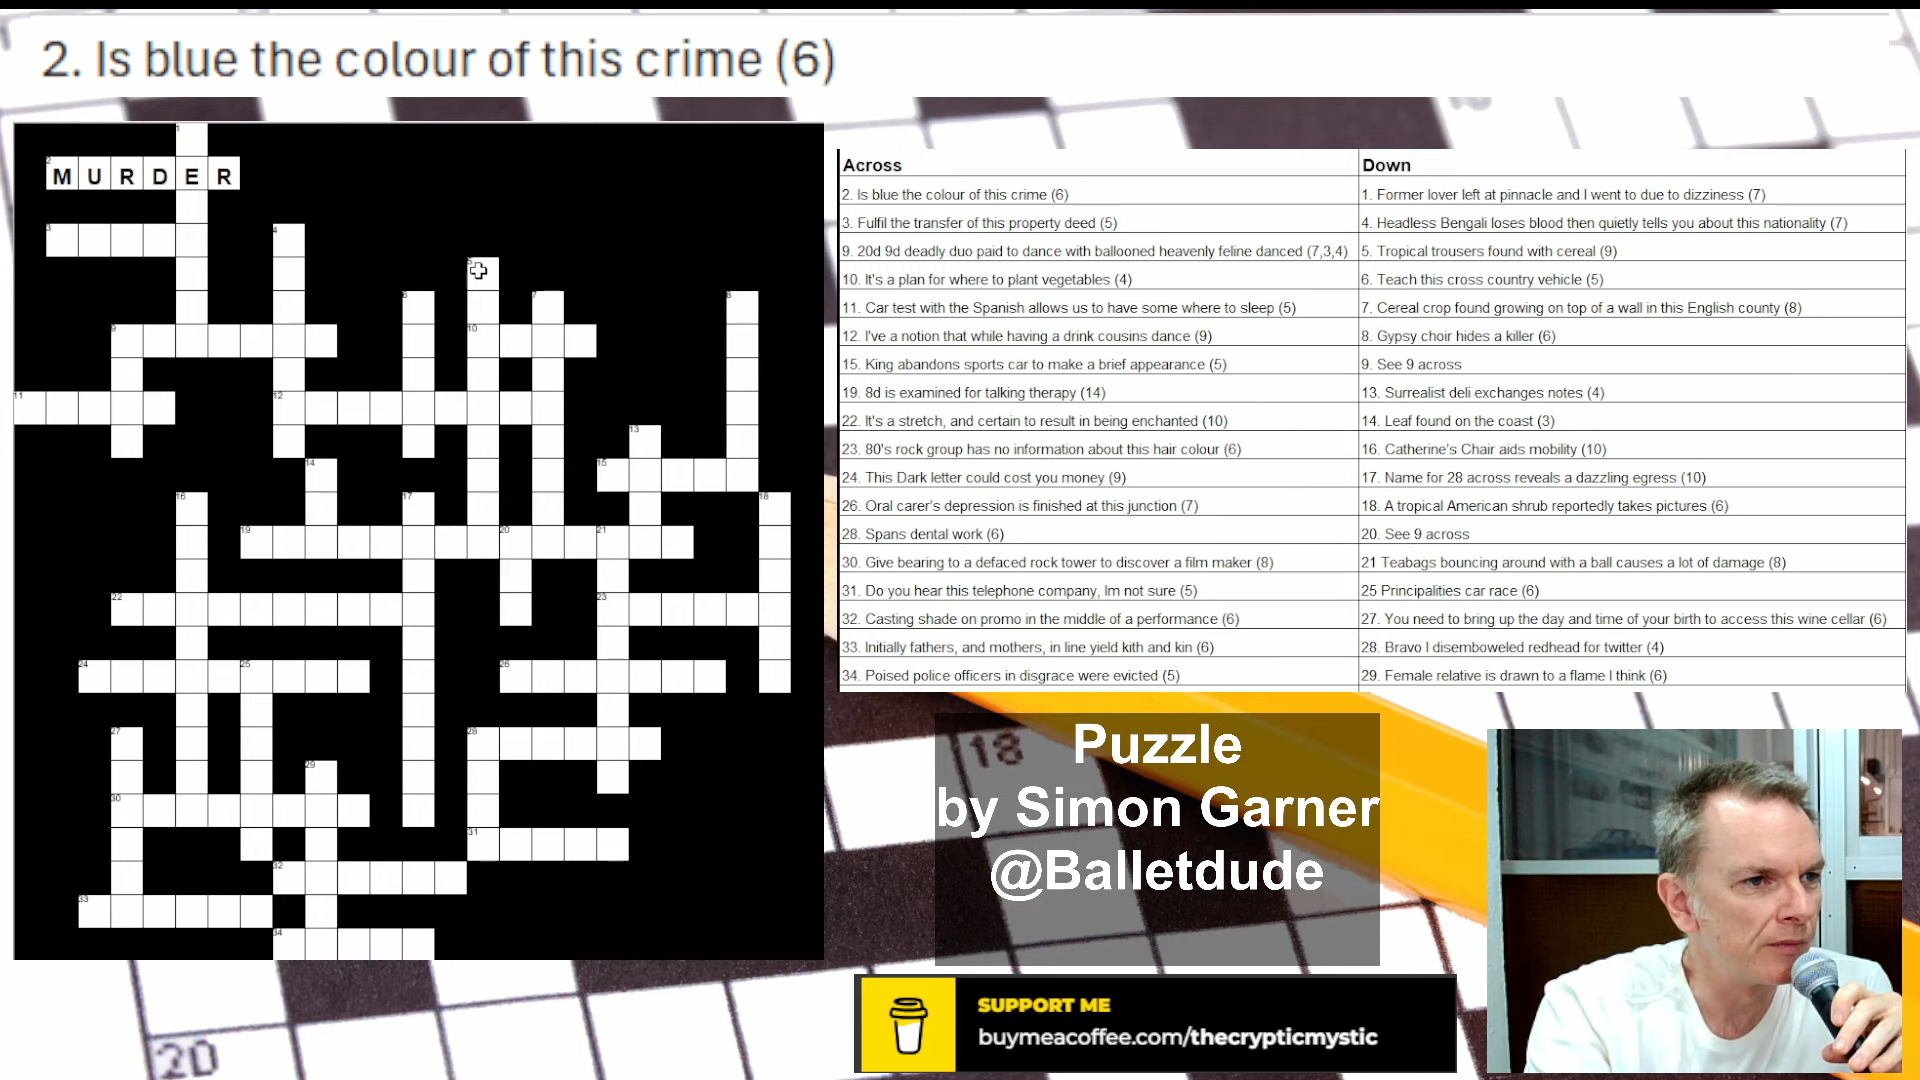 2. Is blue the colour of this crime (6)
MURDER
Across
2. Is blue the colour of this crime (6)
3. Fulfil the transfer of this property deed (5)
9. 20d 9d deadly duo paid to dance with ballooned heavenly feline danced (7,3,4)
10. It's a plan for where to plant vegetables (4)
11. Car test with the Spanish allows us to have some where to sleep (5)
12. I've a notion that while having a drink cousins dance (9)
15. King abandons sports car to make a brief appearance (5)
19. 8d is examined for talking therapy (14)
22. It's a stretch, and certain to result in being enchanted (10)
23. 80's rock group has no information about this hair colour (6)
24. This Dark letter could cost you money (9)
26. Oral carer's depression is finished at this junction (7)
28. Spans dental work (6)
30. Give bearing to a defaced rock tower to discover a film maker (8)
31. Do you hear this telephone company, Im not sure (5)
32. Casting shade on promo in the middle of a performance (6)
33. Initially fathers, and mothers, in line yield kith and kin (6)
34. Poised police officers in disgrace were evicted (5)
Down
1. Former lover left at pinnacle and I went to due to dizziness (7)
4. Headless Bengali loses blood then quietly tells you about this nationality (7)
5. Tropical trousers found with cereal (9)
6. Teach this cross country vehicle (5)
7. Cereal crop found growing on top of a wall in this English county (8)
8. Gypsy choir hides a killer (6)
9. See 9 across
13. Surrealist deli exchanges notes (4)
14. Leaf found on the coast (3)
16. Catherine's Chair aids mobility (10)
17. Name for 28 across reveals a dazzling egress (10)
18. A tropical American shrub reportedly takes pictures (6)
20. See 9 across
21 Teabags bouncing around with a ball causes a lot of damage (8)
25 Principalities car race (6)
27. You need to bring up the day and time of your birth to access this wine cellar (6)
28. Bravo I disemboweled redhead for twitter (4)
29. Female relative is drawn to a flame I think (6)
Puzzle
by Simon Garner
@Balletdude
SUPPORT ME
buymeacoffee.com/thecrypticmystic
18
20